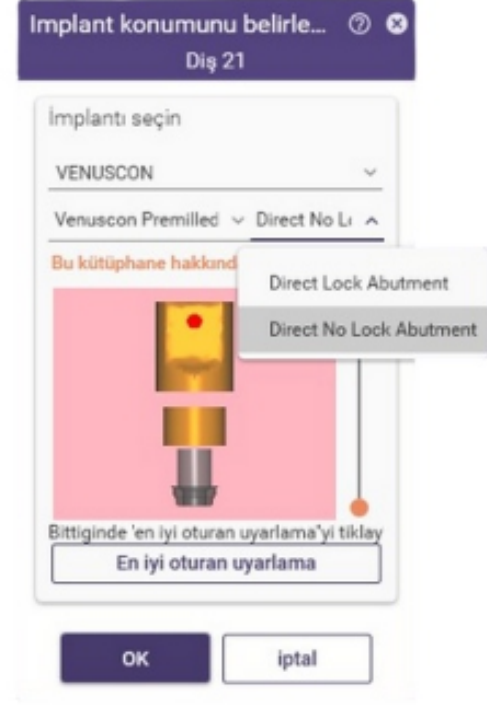 Implant konumunu belirle...
Diş 21
İmplantı seçin
VENUSCON
Venuscon Premilled Direct No
Bu kütüphane
Direct Lock Abutment
Direct No Lock Abutment
Bittiginde 'en iyi oturan uyarlama"yi tiklay
En iyi oturan uyarlama
OK
iptal